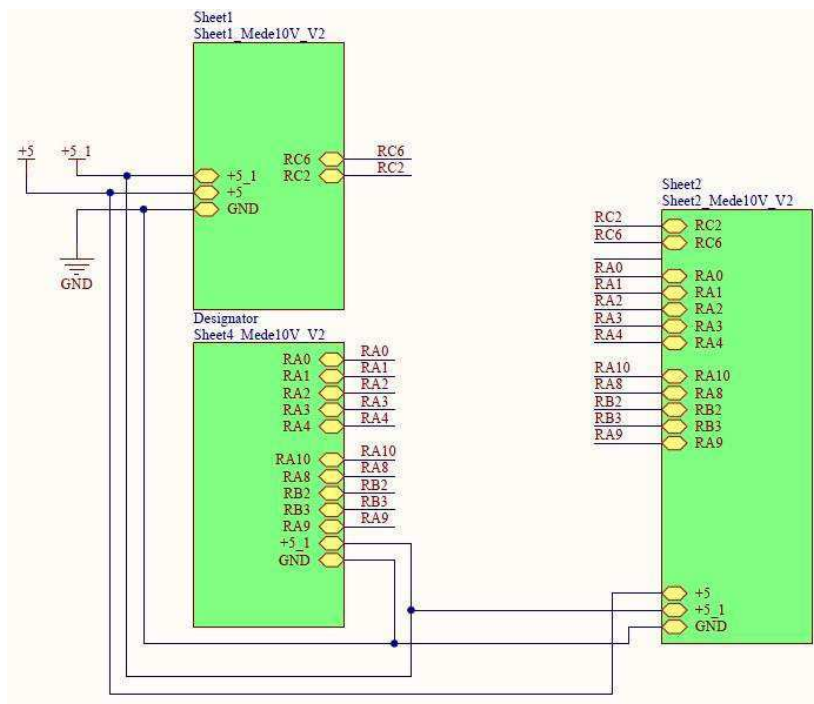 Sheet1
Sheet1_Mede10V_V2
+5
+5_1
RC6
RC6
RC2
RC2
+5_1
+5
GND
GND
Designator
Sheet4_Mede10V_V2
RA0
RA0
RA1
RA1
RA2
RA2
RA3
RA3
RA4
RA4
RA10
RA10
RA8
RA8
RB2
RB2
RB3
RB3
RA9
RA9
+5_1
GND
Sheet2
Sheet2_Mede10V_V2
RC2
RC2
RC6
RC6
RA0
RA0
RA1
RA1
RA2
RA2
RA3
RA3
RA4
RA4
RA10
RA10
RA8
RA8
RB2
RB2
RB3
RB3
RA9
RA9
+5
+5_1
GND